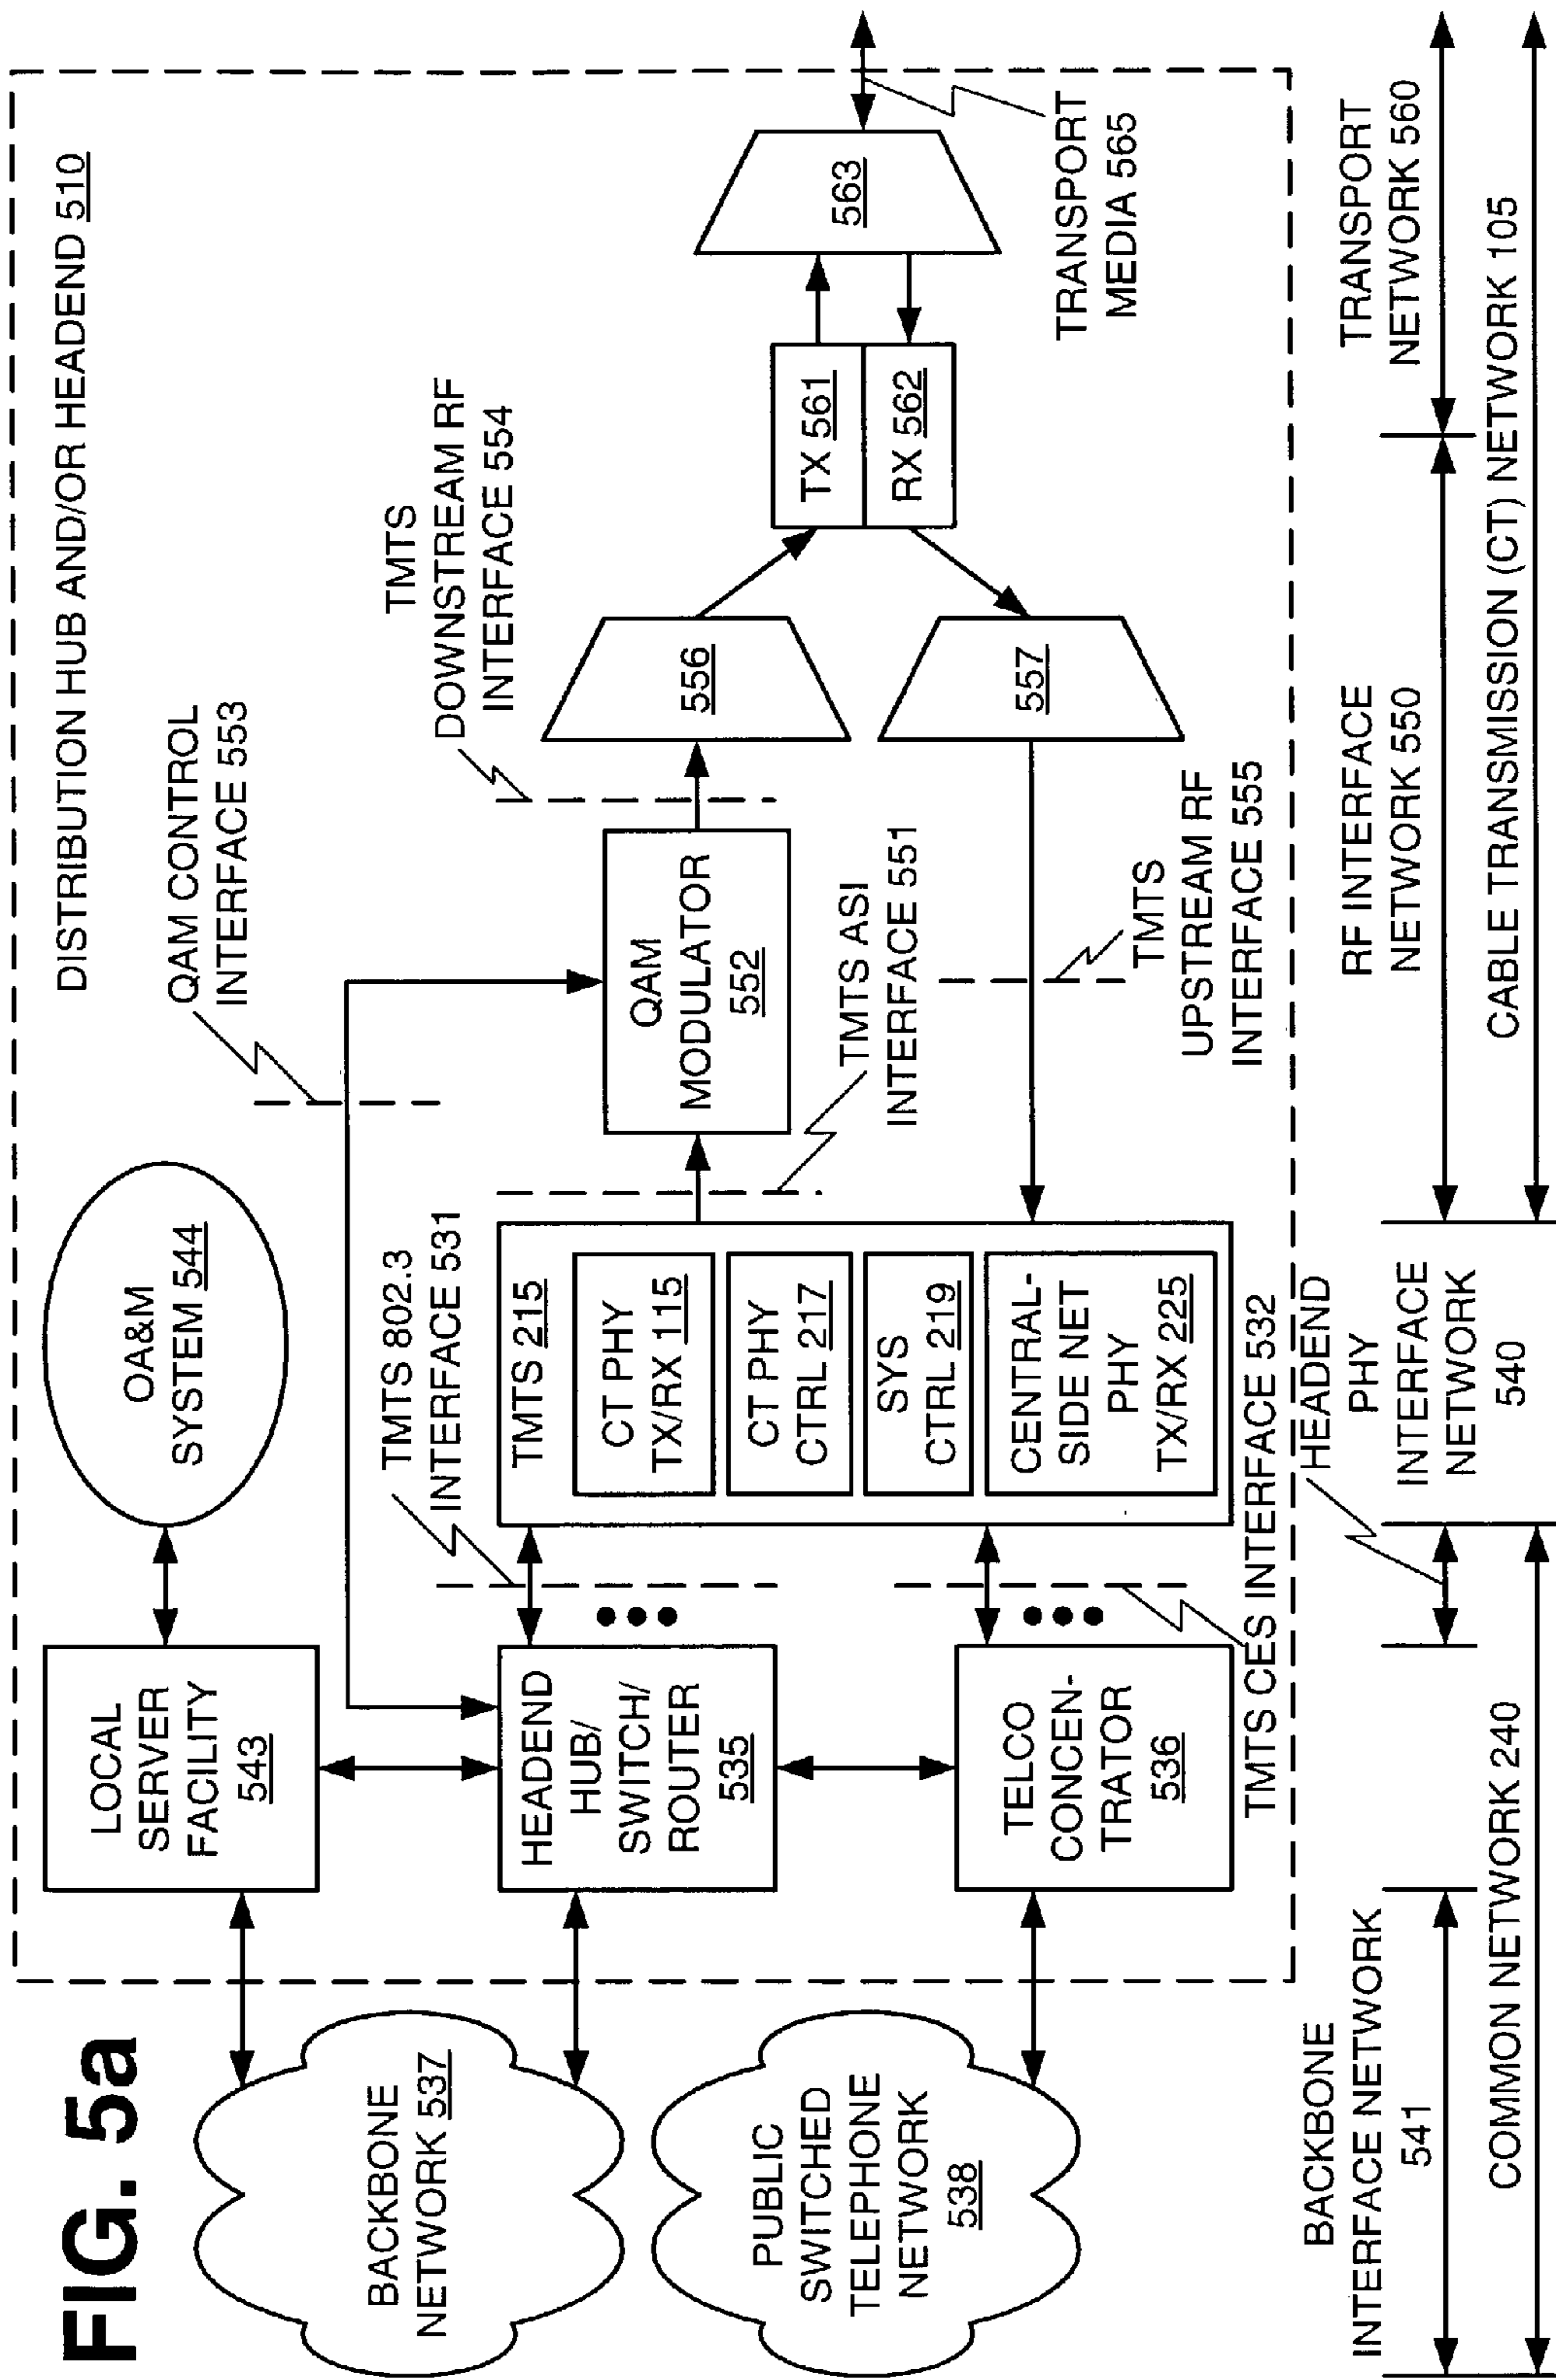 FIG. 5a
DISTRIBUTION HUB AND/OR HEADEND 510
BACKBONE
NETWORK 537
PUBLIC
SWITCHED
TELEPHONE
NETWORK
538
LOCAL
SERVER
FACILITY
543
OA&M
SYSTEM 544
HEADEND
HUB/
SWITCH/
ROUTER
535
TELCO
CONCEN-
TRATOR
536
TMTS 802.3
INTERFACE 531
TMTS CES INTERFACE 532
TMTS 215
CT PHY
TX/RX 115
CT PHY
CTRL 217
SYS
CTRL 219
CENTRAL-
SIDE NET
PHY
TX/RX 225
QAM CONTROL
INTERFACE 553
QAM
MODULATOR
552
TMTS ASI
INTERFACE 551
TMTS
DOWNSTREAM RF
INTERFACE 554
TMTS
UPSTREAM RF
INTERFACE 555
556
557
TX 561
RX 562
563
TRANSPORT
MEDIA 565
BACKBONE
INTERFACE NETWORK
541
HEADEND
PHY
INTERFACE
NETWORK
540
RF INTERFACE
NETWORK 550
TRANSPORT
NETWORK 560
COMMON NETWORK 240
CABLE TRANSMISSION (CT) NETWORK 105